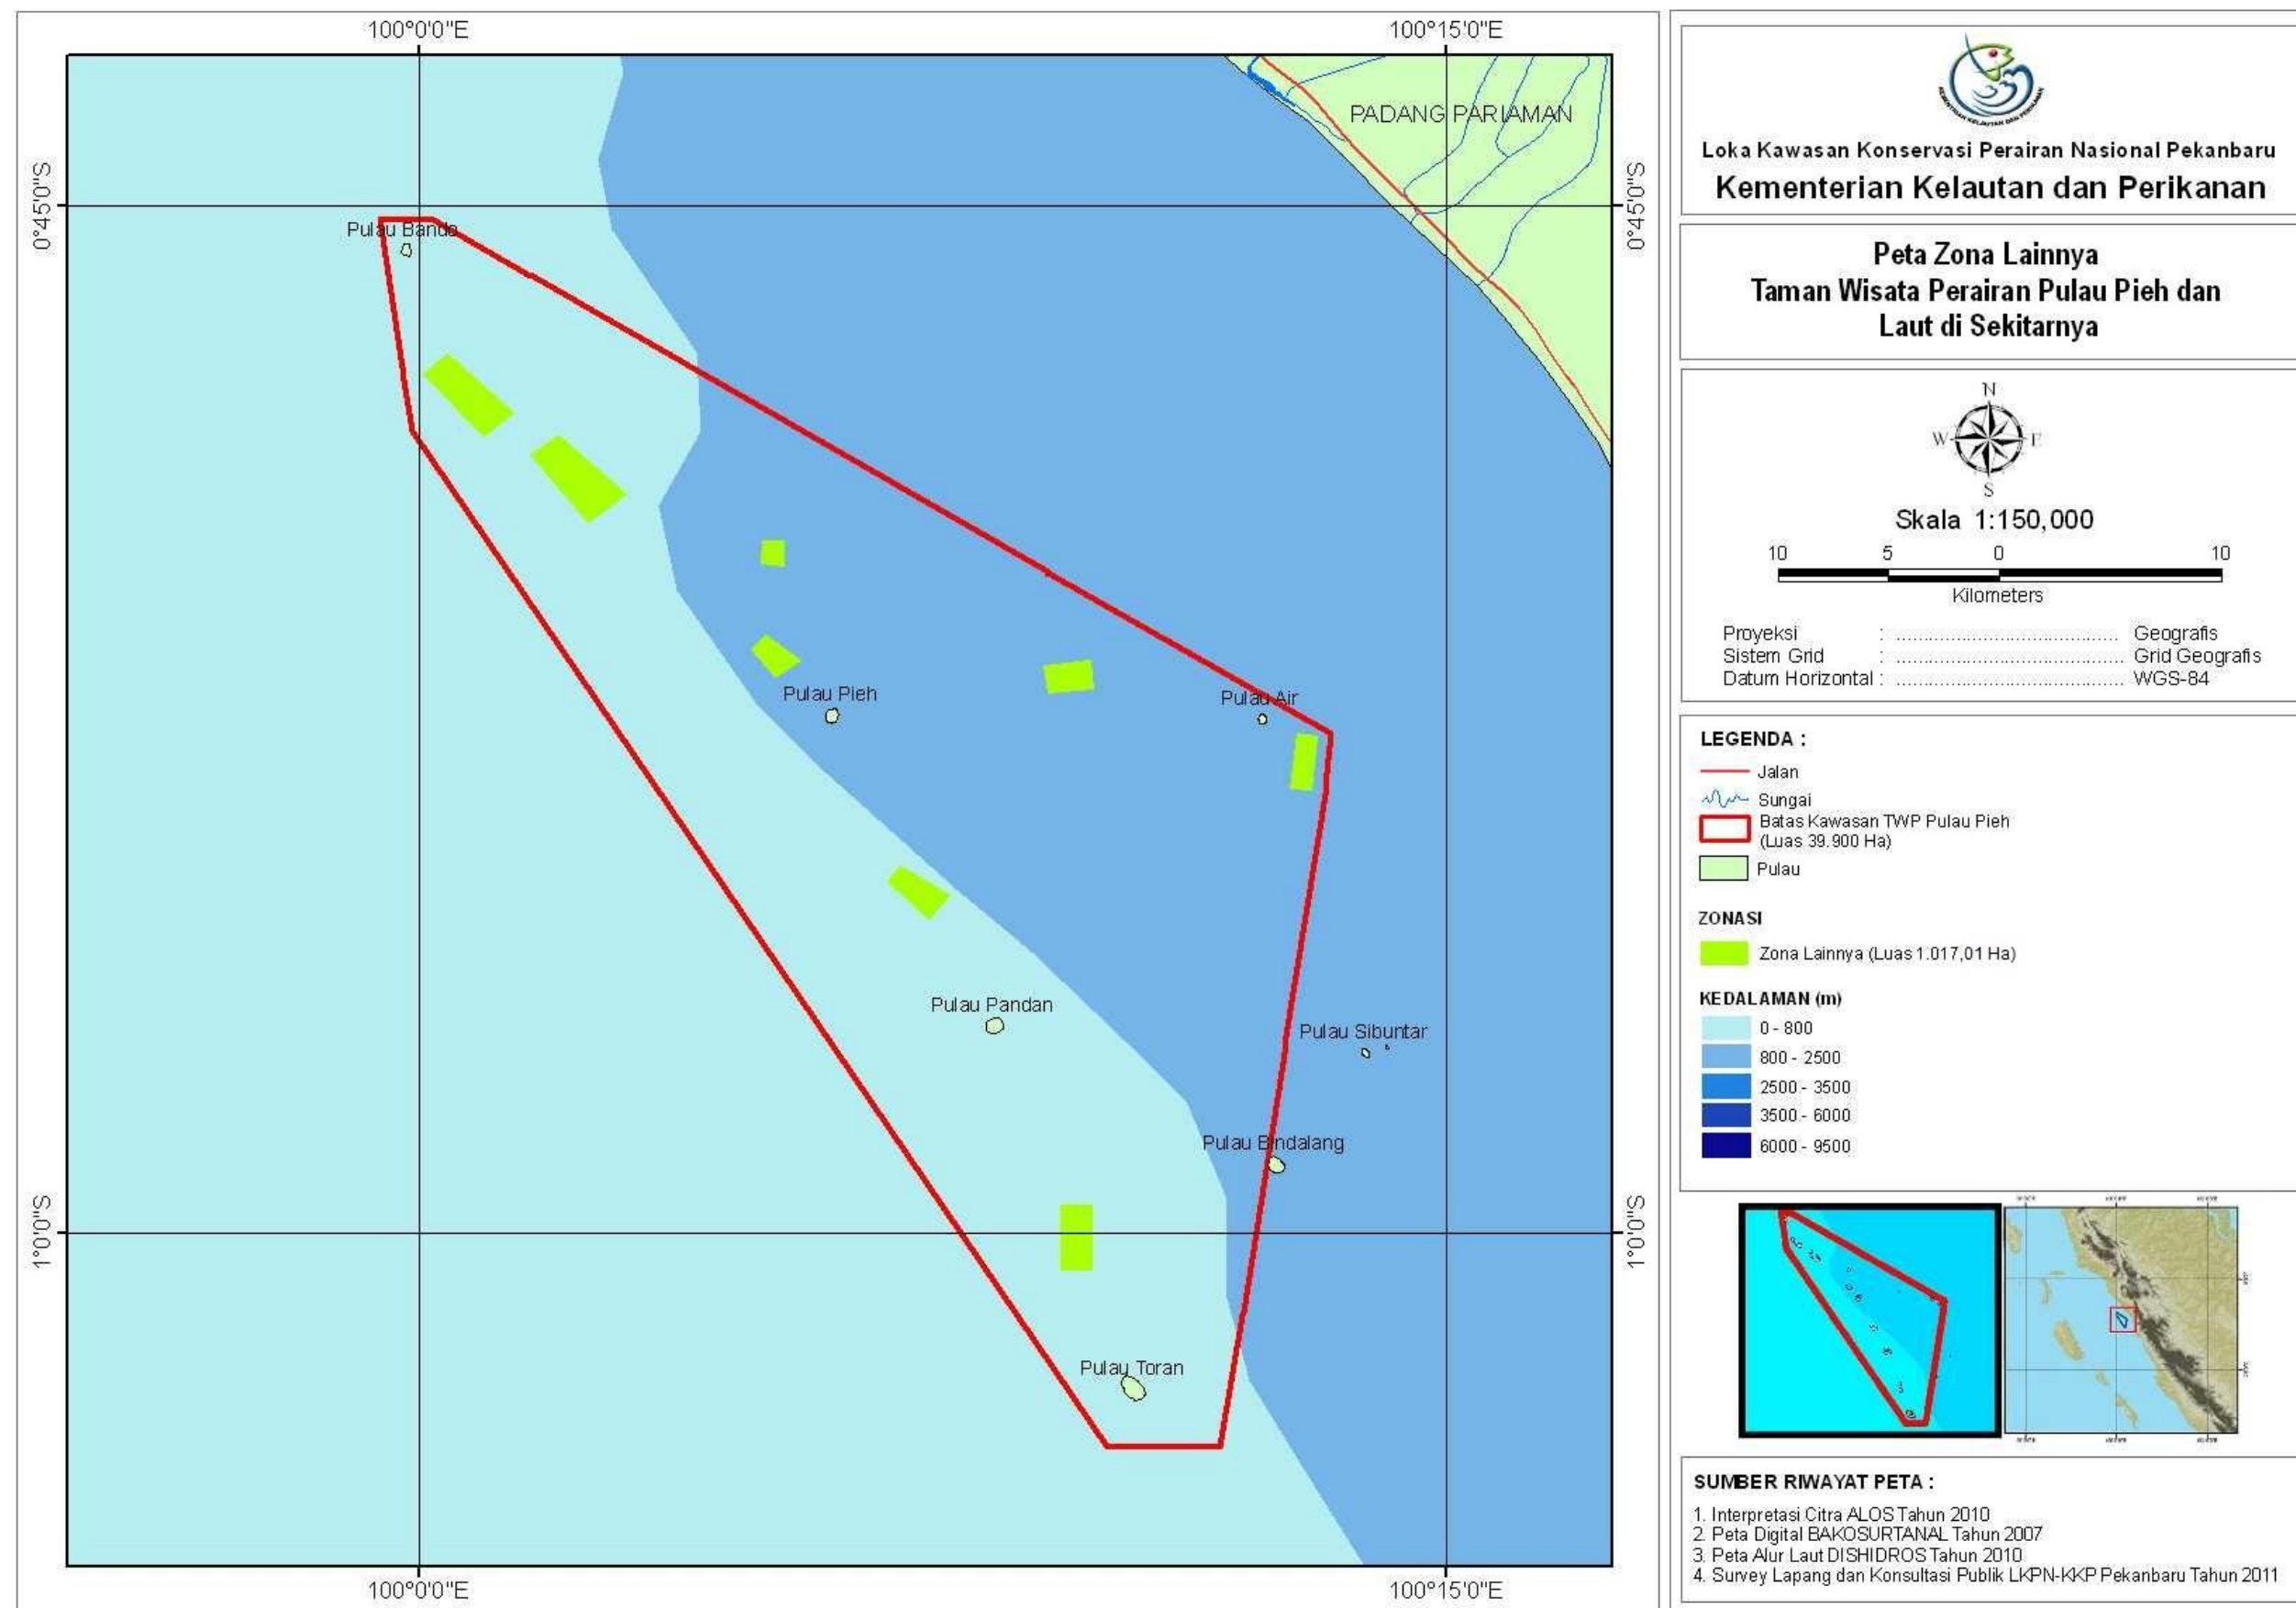 100°0'0"E
100°15'0"E
0°45'0"S
0°45'0"S
1°0'0"S
1°0'0"S
100°0'0"E
100°15'0"E
PADANG PARIAMAN
Pulau Bando
Pulau Pieh
Pulau Air
Pulau Pandan
Pulau Sibuntar
Pulau Bindalang
Pulau Toran
KEMENTERIAN KELAUTAN DAN PERIKANAN
Loka Kawasan Konservasi Perairan Nasional Pekanbaru
Kementerian Kelautan dan Perikanan
Peta Zona Lainnya
Taman Wisata Perairan Pulau Pieh dan
Laut di Sekitarnya
N
W E
S
Skala 1:150,000
10 5 0 10
Kilometers
Proyeksi : ........................................ Geografis
Sistem Grid : ........................................ Grid Geografis
Datum Horizontal : ........................................ WGS-84
LEGENDA :
Jalan
Sungai
Batas Kawasan TWP Pulau Pieh
(Luas 39.900 Ha)
Pulau
ZONASI
Zona Lainnya (Luas 1.017,01 Ha)
KEDALAMAN (m)
0 - 800
800 - 2500
2500 - 3500
3500 - 6000
6000 - 9500
SUMBER RIWAYAT PETA :
1. Interpretasi Citra ALOS Tahun 2010
2. Peta Digital BAKOSURTANAL Tahun 2007
3. Peta Alur Laut DISHIDROS Tahun 2010
4. Survey Lapang dan Konsultasi Publik LKPN-KKP Pekanbaru Tahun 2011